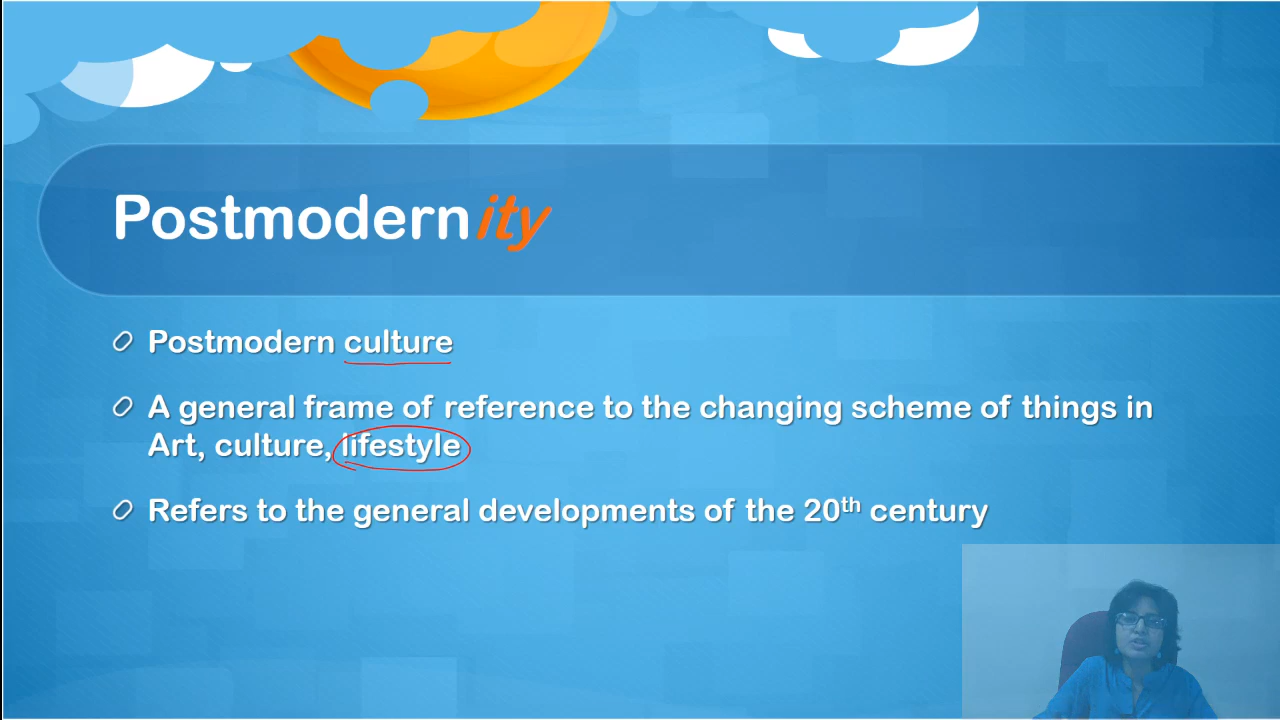 Postmodernity
Postmodern culture
A general frame of reference to the changing scheme of things in
Art, culture, lifestyle
Refers to the general developments of the 20th century